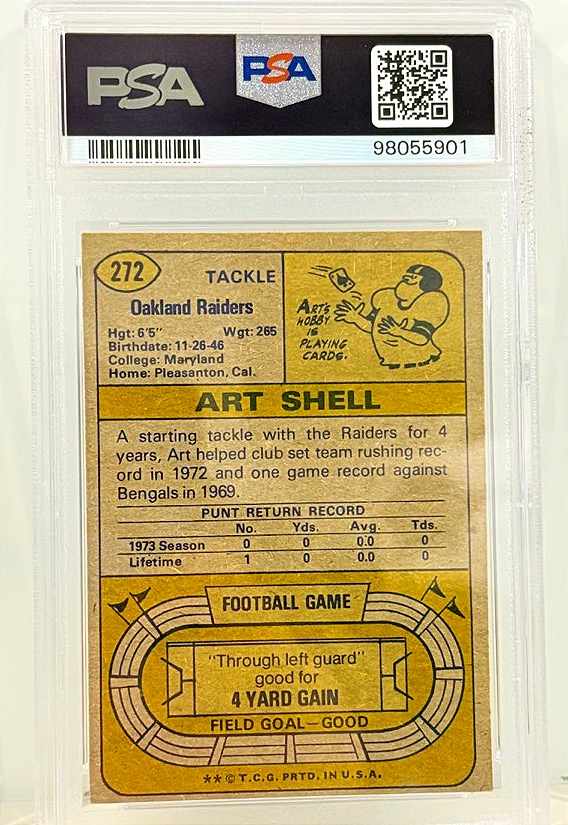 PSA
PSA
98055901
272
TACKLE
Oakland Raiders
Hgt: 6'5" Wgt: 265
Birthdate: 11-26-46
College: Maryland
Home: Pleasanton, Cal.
ART'S
HOBBY
IS
PLAYING
CARDS.
ART SHELL
A starting tackle with the Raiders for 4
years, Art helped club set team rushing rec-
ord in 1972 and one game record against
Bengals in 1969.
PUNT RETURN RECORD
No. Yds. Avg. Tds.
1973 Season 0 0 0.0 0
Lifetime 1 0 0.0 0
FOOTBALL GAME
"Through left guard"
good for
4 YARD GAIN
FIELD GOAL—GOOD
** © T.C.G. PRTD. IN U.S.A.